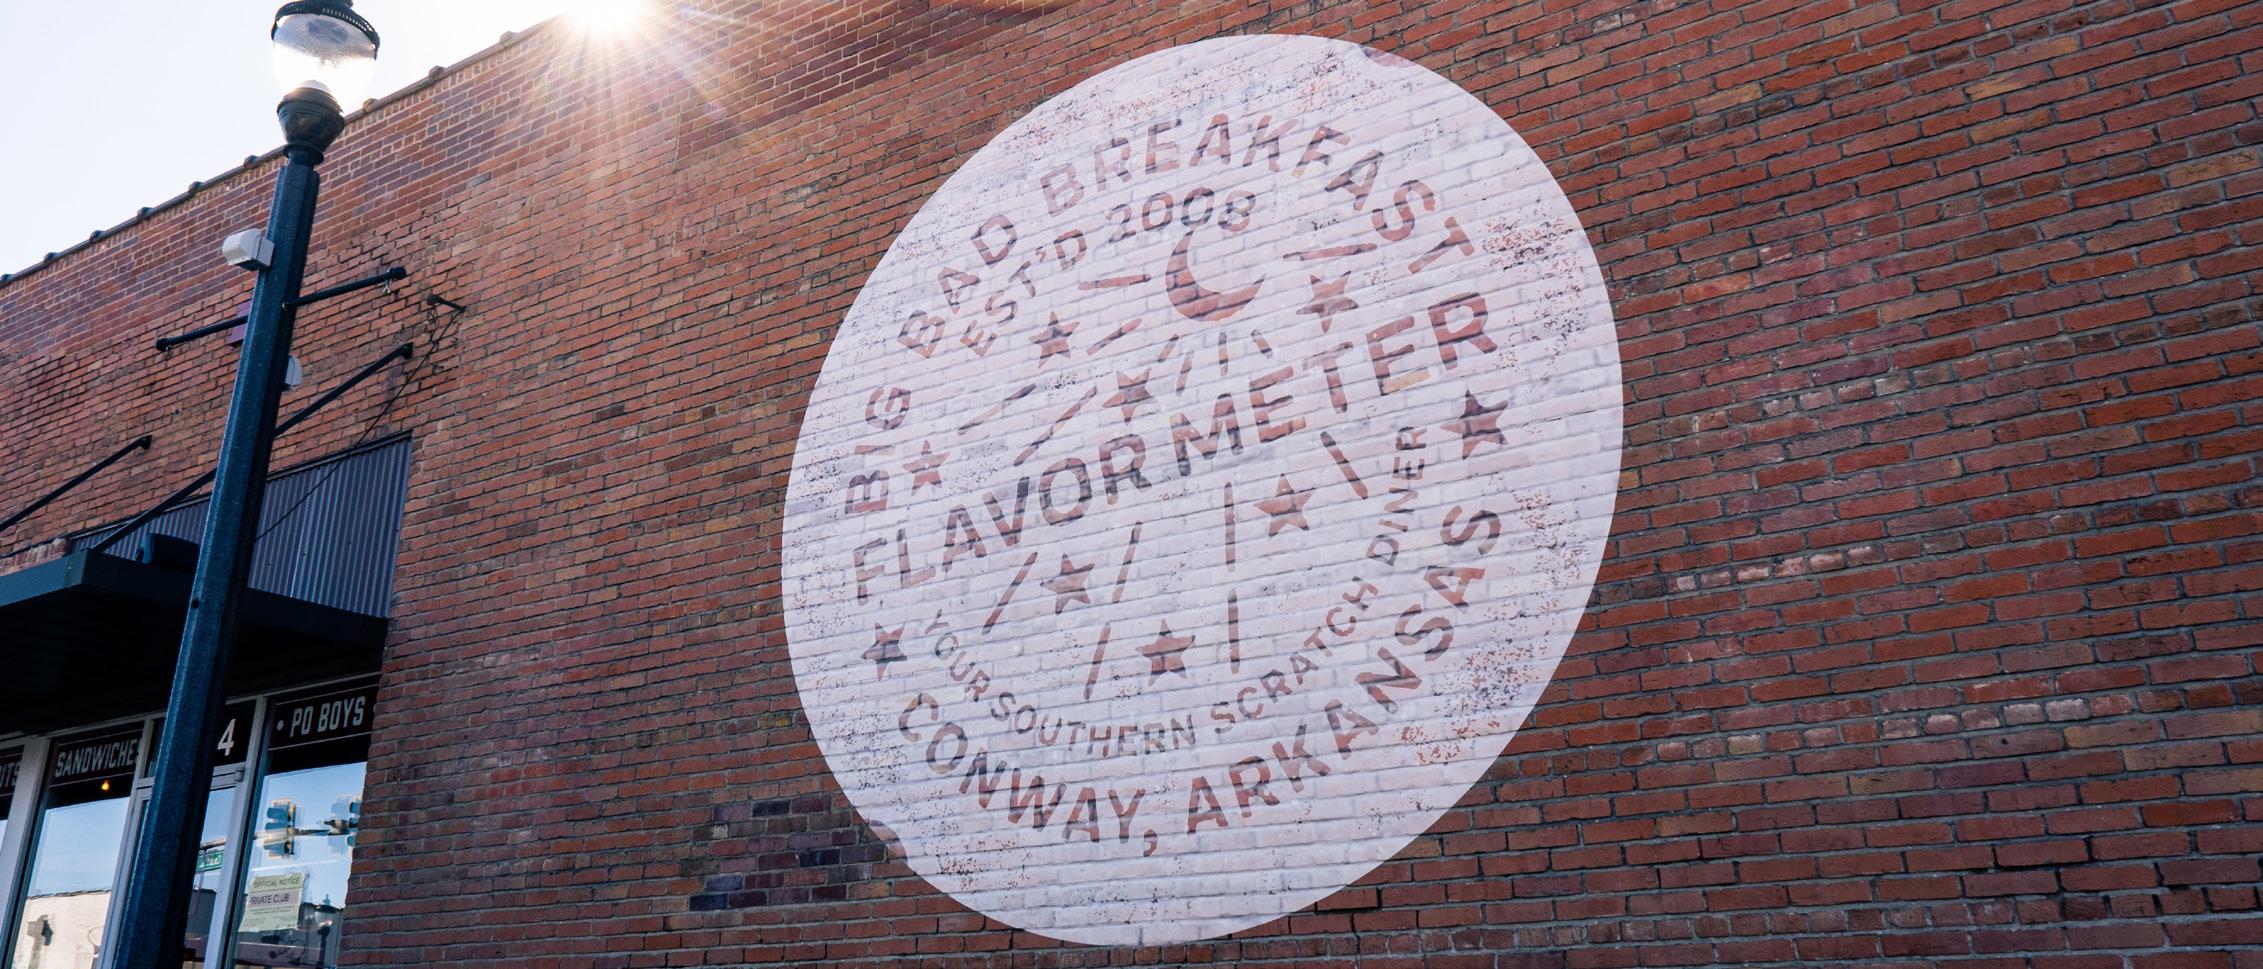 BIG BAD BREAKFAST
EST'D 2008
FLAVOR METER
YOUR SOUTHERN SCRATCH DINER
CONWAY, ARKANSAS
SANDWICHES
4
• PO BOYS
OFFICIAL NOTICE
PRIVATE CLUB